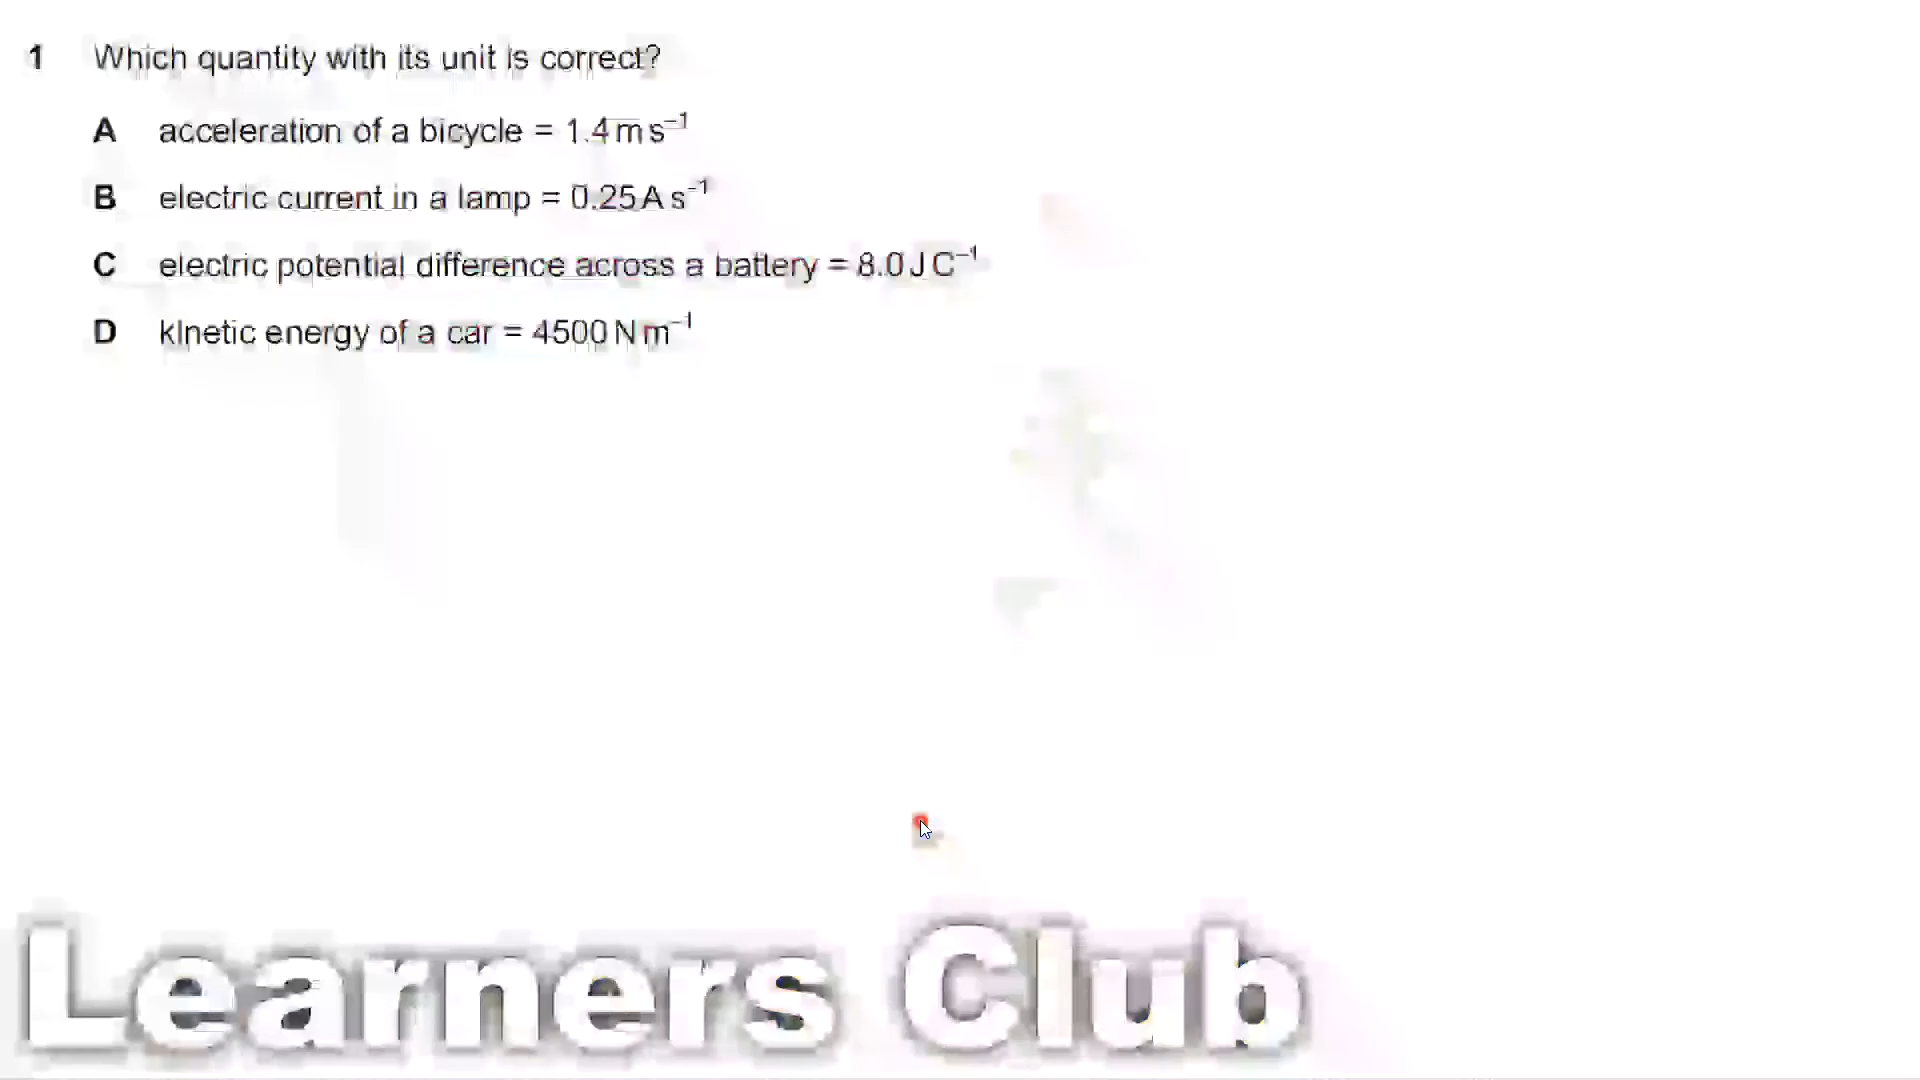 1 Which quantity with its unit is correct?
A acceleration of a bicycle = 1.4 m s⁻¹
B electric current in a lamp = 0.25 A s⁻¹
C electric potential difference across a battery = 8.0 J C⁻¹
D kinetic energy of a car = 4500 N m⁻¹
Learners Club